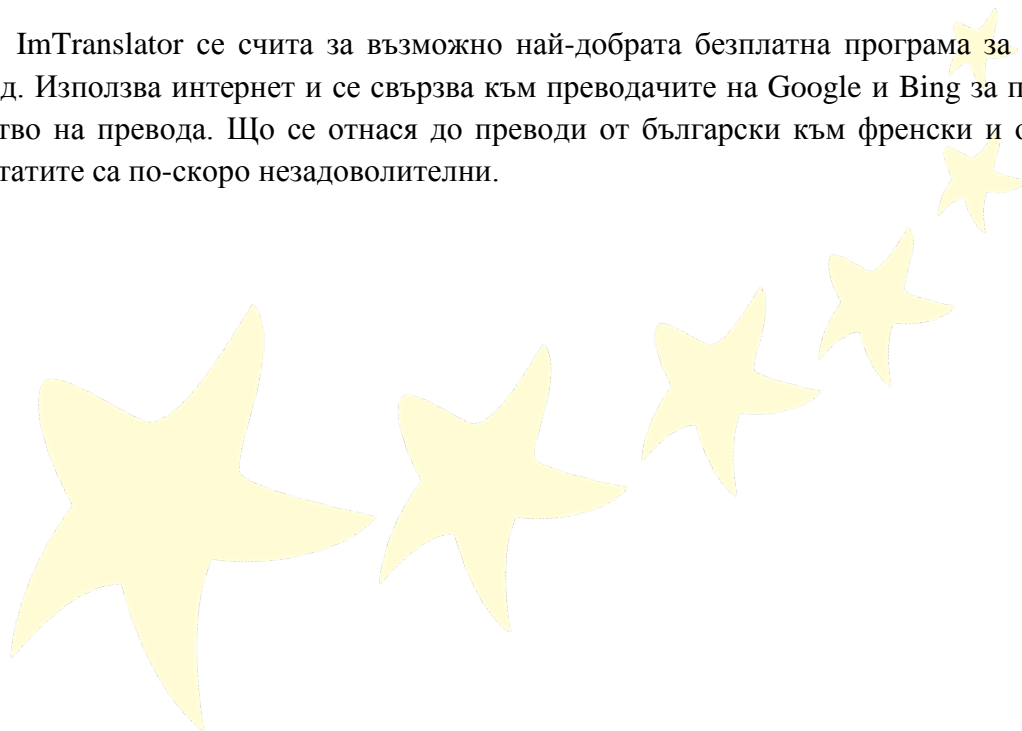 ImTranslator се счита за възможно най-добрата безплатна програма за
д. Използва интернет и се свързва към преводачите на Google и Bing за п
тво на превода. Що се отнася до преводи от български към френски и о
татите са по-скоро незадоволителни.